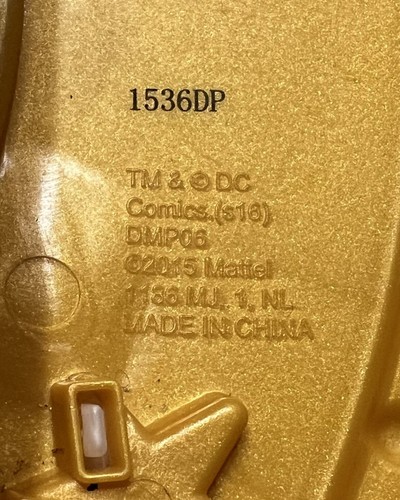 1536DP
TM & © DC
Comics.(s16)
DMP06
©2015 Mattel
1186 MJ, 1, NL
MADE IN CHINA